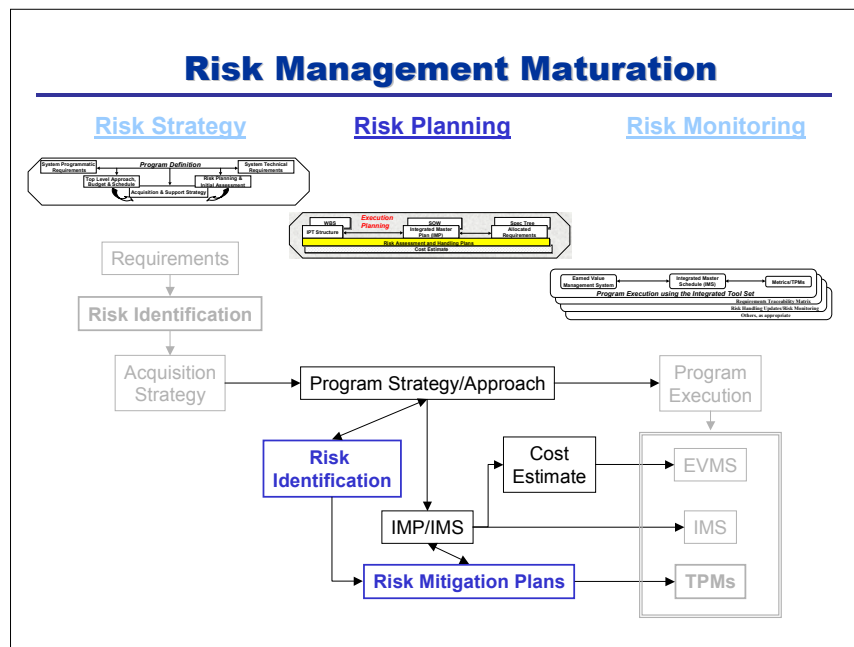 Risk Management Maturation
Risk Strategy
Risk Planning
Risk Monitoring
Program Definition
System Programmatic
Requirements
System Technical
Requirements
Top Level Approach,
Budget & Schedule
Risk Planning &
Initial Assessment
Acquisition & Support Strategy
Execution
Planning
WBS
SOW
Spec Tree
IPT Structure
Integrated Master
Plan (IMP)
Allocated
Requirements
Risk Assessment and Handling Plans
Cost Estimate
Earned Value
Management System
Integrated Master
Schedule (IMS)
Metrics/TPMs
Program Execution using the Integrated Tool Set
Requirements Traceability Matrix
Risk Handling Updates/Risk Monitoring
Others, as appropriate
Requirements
Risk Identification
Acquisition
Strategy
Program Strategy/Approach
Program
Execution
Risk
Identification
Cost
Estimate
EVMS
IMP/IMS
IMS
Risk Mitigation Plans
TPMs